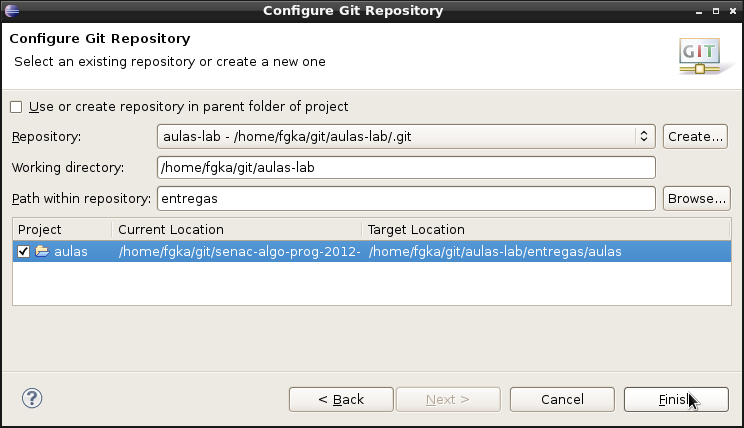 Configure Git Repository
Configure Git Repository
Select an existing repository or create a new one
GIT
Use or create repository in parent folder of project
Repository: aulas-lab - /home/fgka/git/aulas-lab/.git Create...
Working directory: /home/fgka/git/aulas-lab
Path within repository: entregas Browse...
Project Current Location Target Location
aulas /home/fgka/git/senac-algo-prog-2012- /home/fgka/git/aulas-lab/entregas/aulas
? < Back Next > Cancel Finish